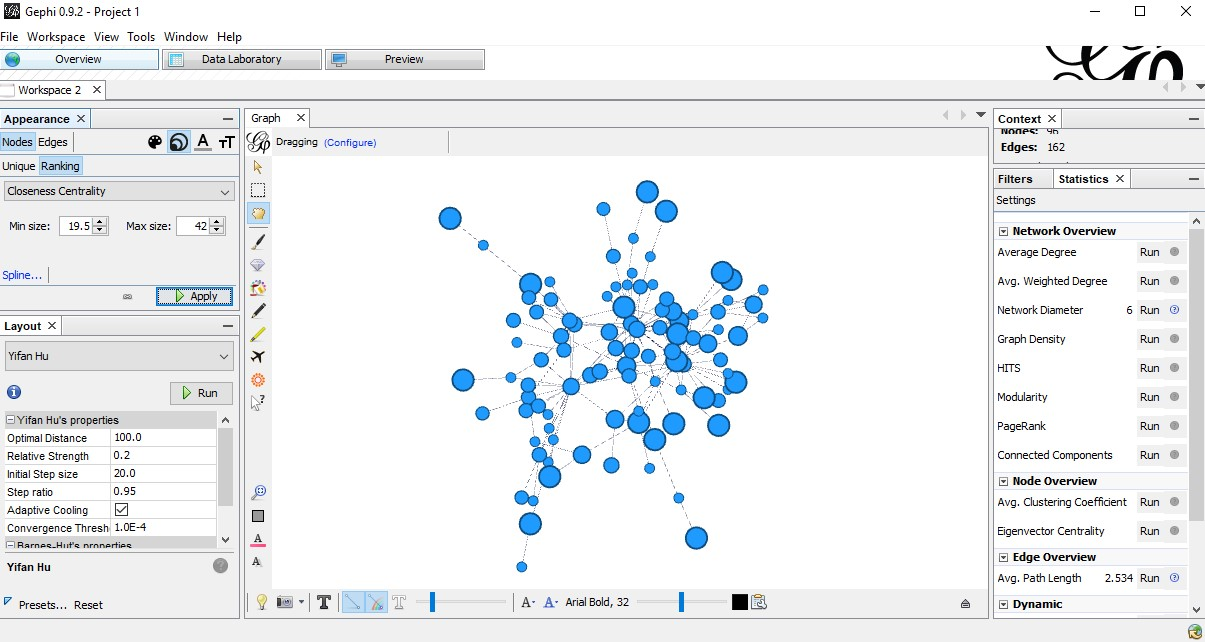 Gephi 0.9.2 - Project 1
File Workspace View Tools Window Help
Overview Data Laboratory Preview
Workspace 2
Appearance
Nodes Edges
Unique Ranking
Closeness Centrality
Min size: 19.5 Max size: 42
Spline...
Apply
Layout
Yifan Hu
Run
Yifan Hu's properties
Optimal Distance 100.0
Relative Strength 0.2
Initial Step size 20.0
Step ratio 0.95
Adaptive Cooling
Convergence Thresh 1.0E-4
Barnes-Hut's properties
Yifan Hu
Presets... Reset
Graph
Dragging (Configure)
Arial Bold, 32
Context
Nodes: 96
Edges: 162
Filters Statistics
Settings
Network Overview
Average Degree Run
Avg. Weighted Degree Run
Network Diameter 6 Run
Graph Density Run
HITS Run
Modularity Run
PageRank Run
Connected Components Run
Node Overview
Avg. Clustering Coefficient Run
Eigenvector Centrality Run
Edge Overview
Avg. Path Length 2.534 Run
Dynamic